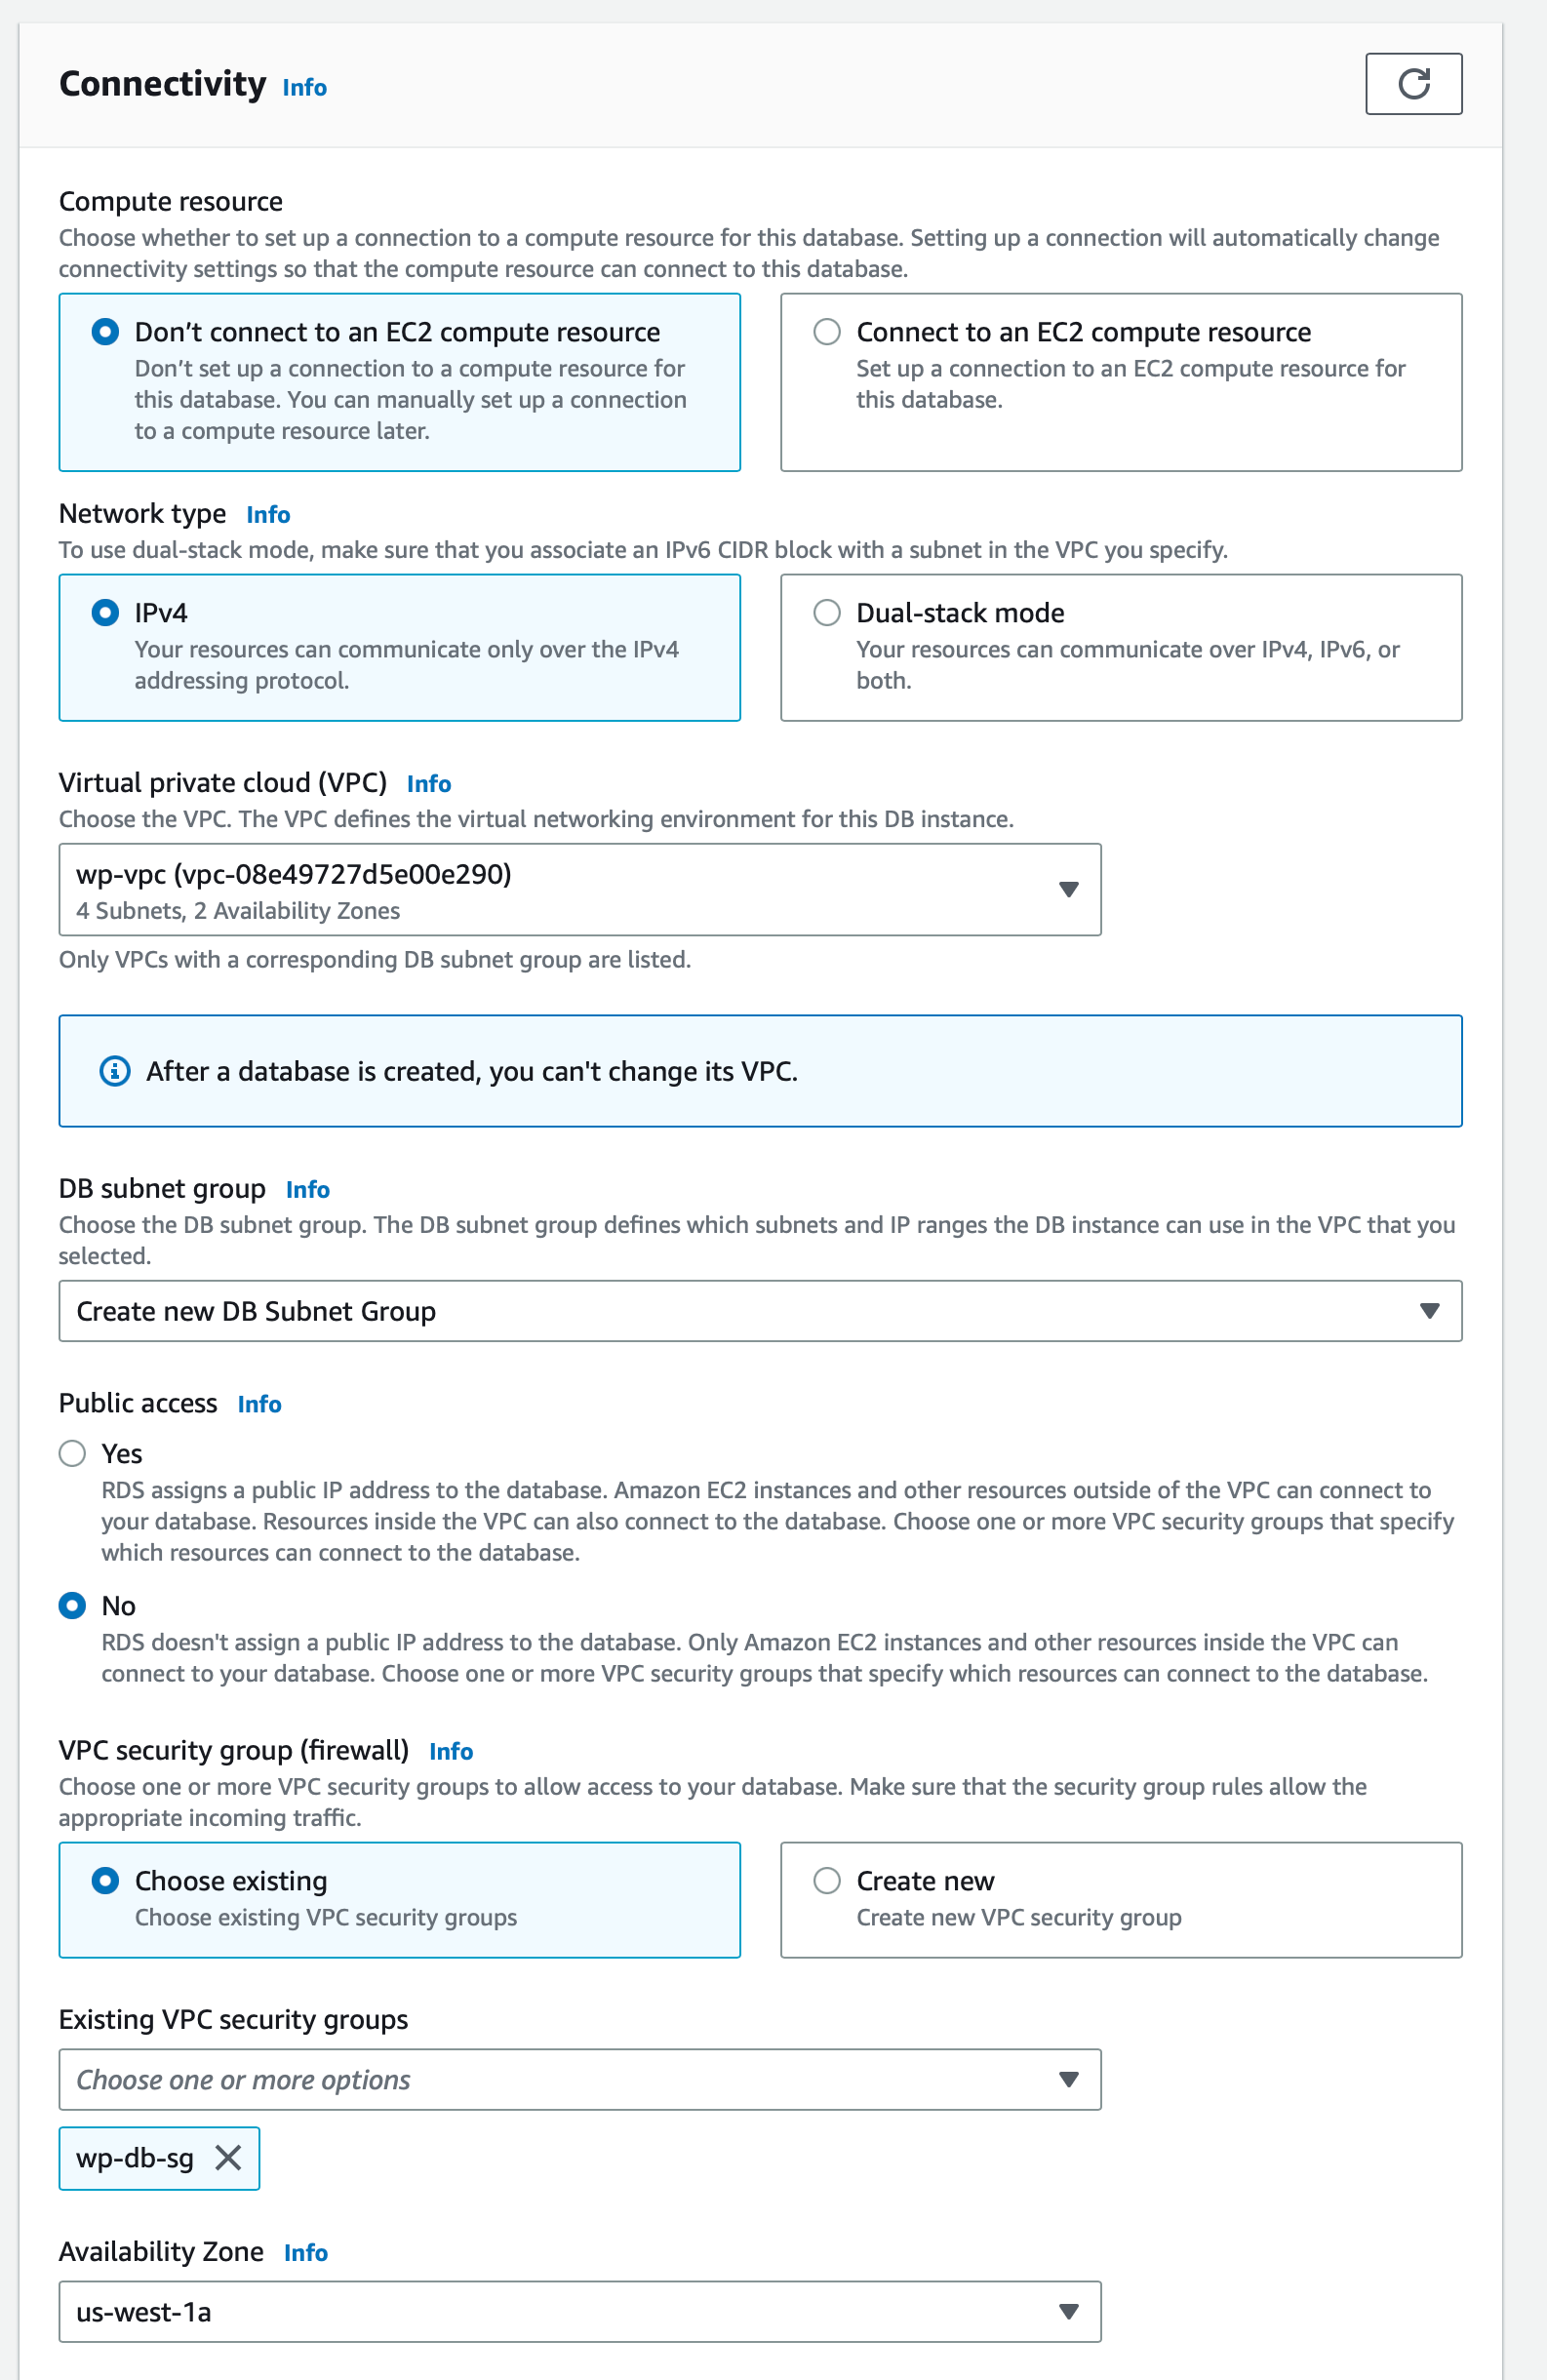 Connectivity Info
Compute resource
Choose whether to set up a connection to a compute resource for this database. Setting up a connection will automatically change
connectivity settings so that the compute resource can connect to this database.
Don’t connect to an EC2 compute resource
Don’t set up a connection to a compute resource for
this database. You can manually set up a connection
to a compute resource later.
Connect to an EC2 compute resource
Set up a connection to an EC2 compute resource for
this database.
Network type Info
To use dual-stack mode, make sure that you associate an IPv6 CIDR block with a subnet in the VPC you specify.
IPv4
Your resources can communicate only over the IPv4
addressing protocol.
Dual-stack mode
Your resources can communicate over IPv4, IPv6, or
both.
Virtual private cloud (VPC) Info
Choose the VPC. The VPC defines the virtual networking environment for this DB instance.
wp-vpc (vpc-08e49727d5e00e290)
4 Subnets, 2 Availability Zones
Only VPCs with a corresponding DB subnet group are listed.
After a database is created, you can't change its VPC.
DB subnet group Info
Choose the DB subnet group. The DB subnet group defines which subnets and IP ranges the DB instance can use in the VPC that you
selected.
Create new DB Subnet Group
Public access Info
Yes
RDS assigns a public IP address to the database. Amazon EC2 instances and other resources outside of the VPC can connect to
your database. Resources inside the VPC can also connect to the database. Choose one or more VPC security groups that specify
which resources can connect to the database.
No
RDS doesn't assign a public IP address to the database. Only Amazon EC2 instances and other resources inside the VPC can
connect to your database. Choose one or more VPC security groups that specify which resources can connect to the database.
VPC security group (firewall) Info
Choose one or more VPC security groups to allow access to your database. Make sure that the security group rules allow the
appropriate incoming traffic.
Choose existing
Choose existing VPC security groups
Create new
Create new VPC security group
Existing VPC security groups
Choose one or more options
wp-db-sg
Availability Zone Info
us-west-1a